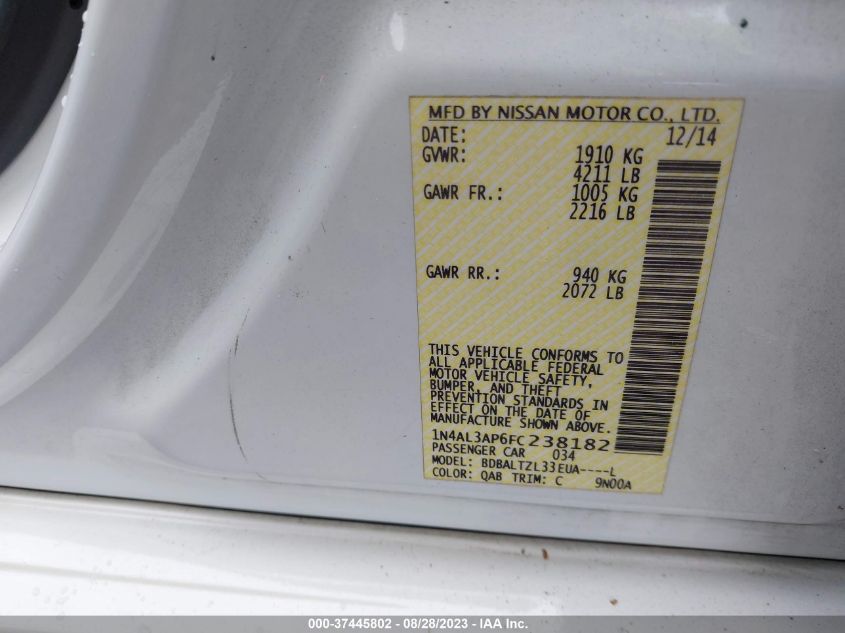 MFD BY NISSAN MOTOR CO., LTD.
DATE: 12/14
GVWR: 1910 KG
4211 LB
GAWR FR.: 1005 KG
2216 LB
GAWR RR.: 940 KG
2072 LB
THIS VEHICLE CONFORMS TO
ALL APPLICABLE FEDERAL
MOTOR VEHICLE SAFETY,
BUMPER, AND THEFT
PREVENTION STANDARDS IN
EFFECT ON THE DATE OF
MANUFACTURE SHOWN ABOVE.
1N4AL3AP6FC238182
PASSENGER CAR 034
MODEL: BDBALTZL33EUA----L
COLOR: QAB TRIM: C 9N00A
000-37445802 - 08/28/2023 - IAA Inc.